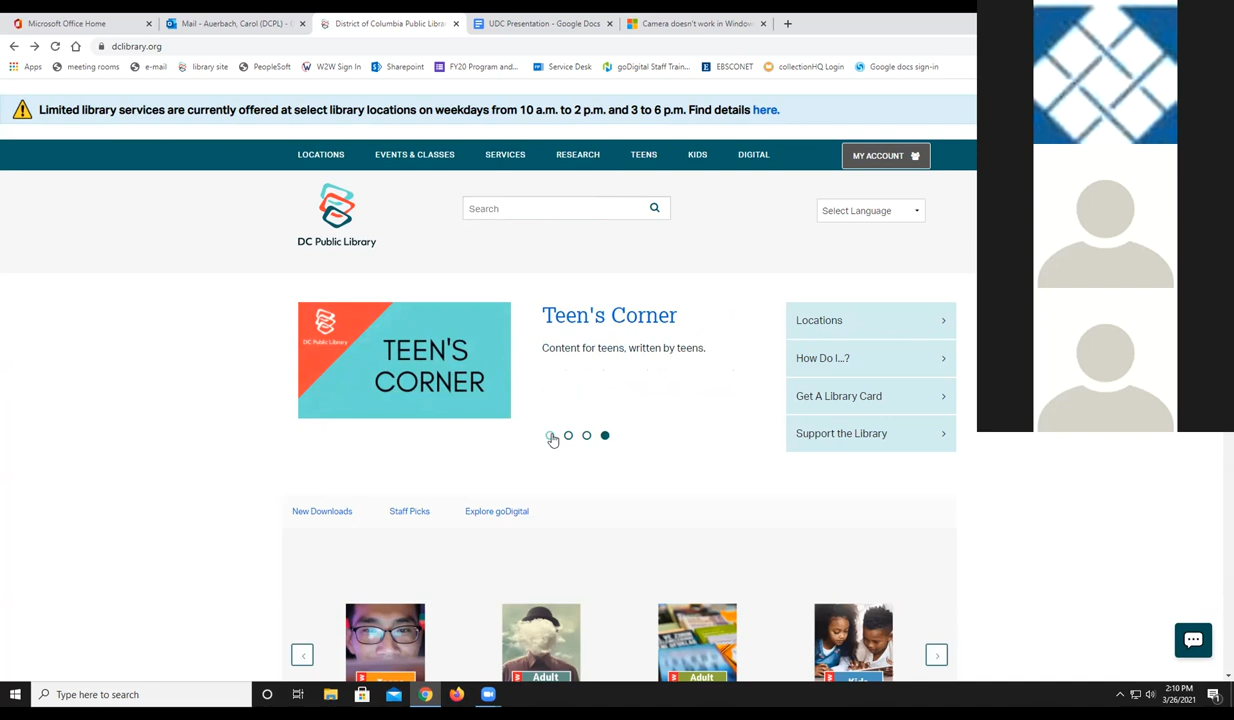 Microsoft Office Home
Mail - Auerbach, Carol (DCPL) -
District of Columbia Public Librar
UDC Presentation - Google Docs
Camera doesn't work in Window
dclibrary.org
Apps
meeting rooms
e-mail
library site
PeopleSoft
W2W Sign In
Sharepoint
FY20 Program and...
Service Desk
goDigital Staff Train...
EBSCONET
collectionHQ Login
Google docs sign-in
Limited library services are currently offered at select library locations on weekdays from 10 a.m. to 2 p.m. and 3 to 6 p.m. Find details here.
LOCATIONS
EVENTS & CLASSES
SERVICES
RESEARCH
TEENS
KIDS
DIGITAL
MY ACCOUNT
DC Public Library
Search
Select Language
DC Public Library
TEEN'S
CORNER
Teen's Corner
Content for teens, written by teens.
Locations
How Do I...?
Get A Library Card
Support the Library
New Downloads
Staff Picks
Explore goDigital
Teens
Adult
Adult
Kids
Type here to search
2:10 PM
3/26/2021